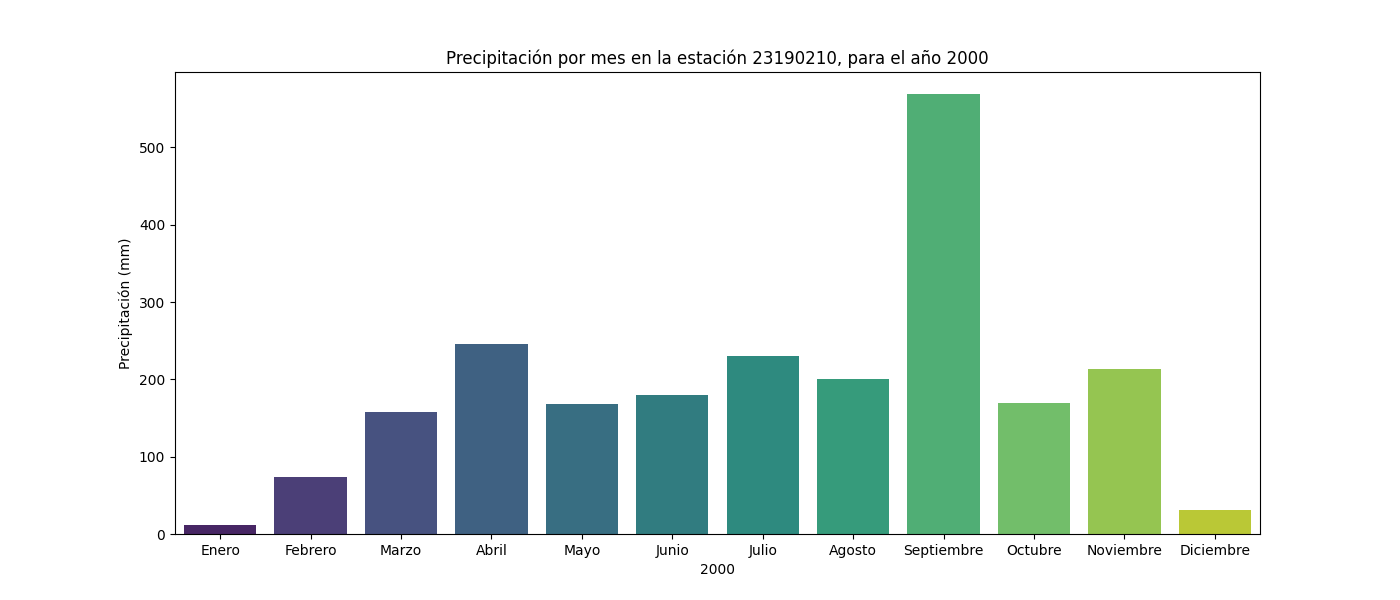 Precipitación por mes en la estación 23190210, para el año 2000
Precipitación (mm)
500
400
300
200
100
0
Enero Febrero Marzo Abril Mayo Junio Julio Agosto Septiembre Octubre Noviembre Diciembre
2000